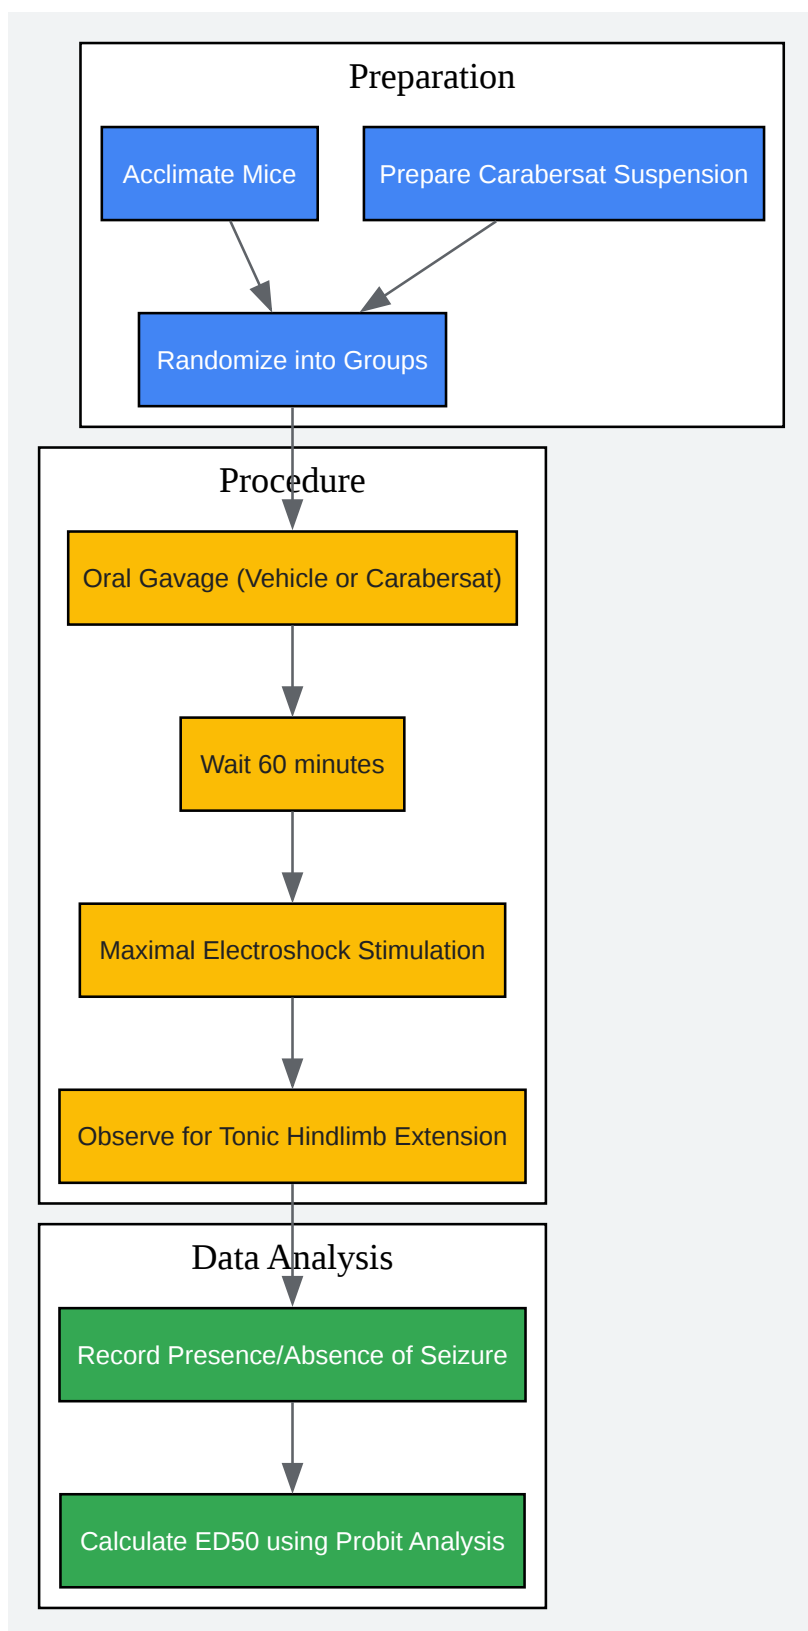 Preparation
Acclimate Mice
Prepare Carabersat Suspension
Randomize into Groups
Procedure
Oral Gavage (Vehicle or Carabersat)
Wait 60 minutes
Maximal Electroshock Stimulation
Observe for Tonic Hindlimb Extension
Data Analysis
Record Presence/Absence of Seizure
Calculate ED50 using Probit Analysis